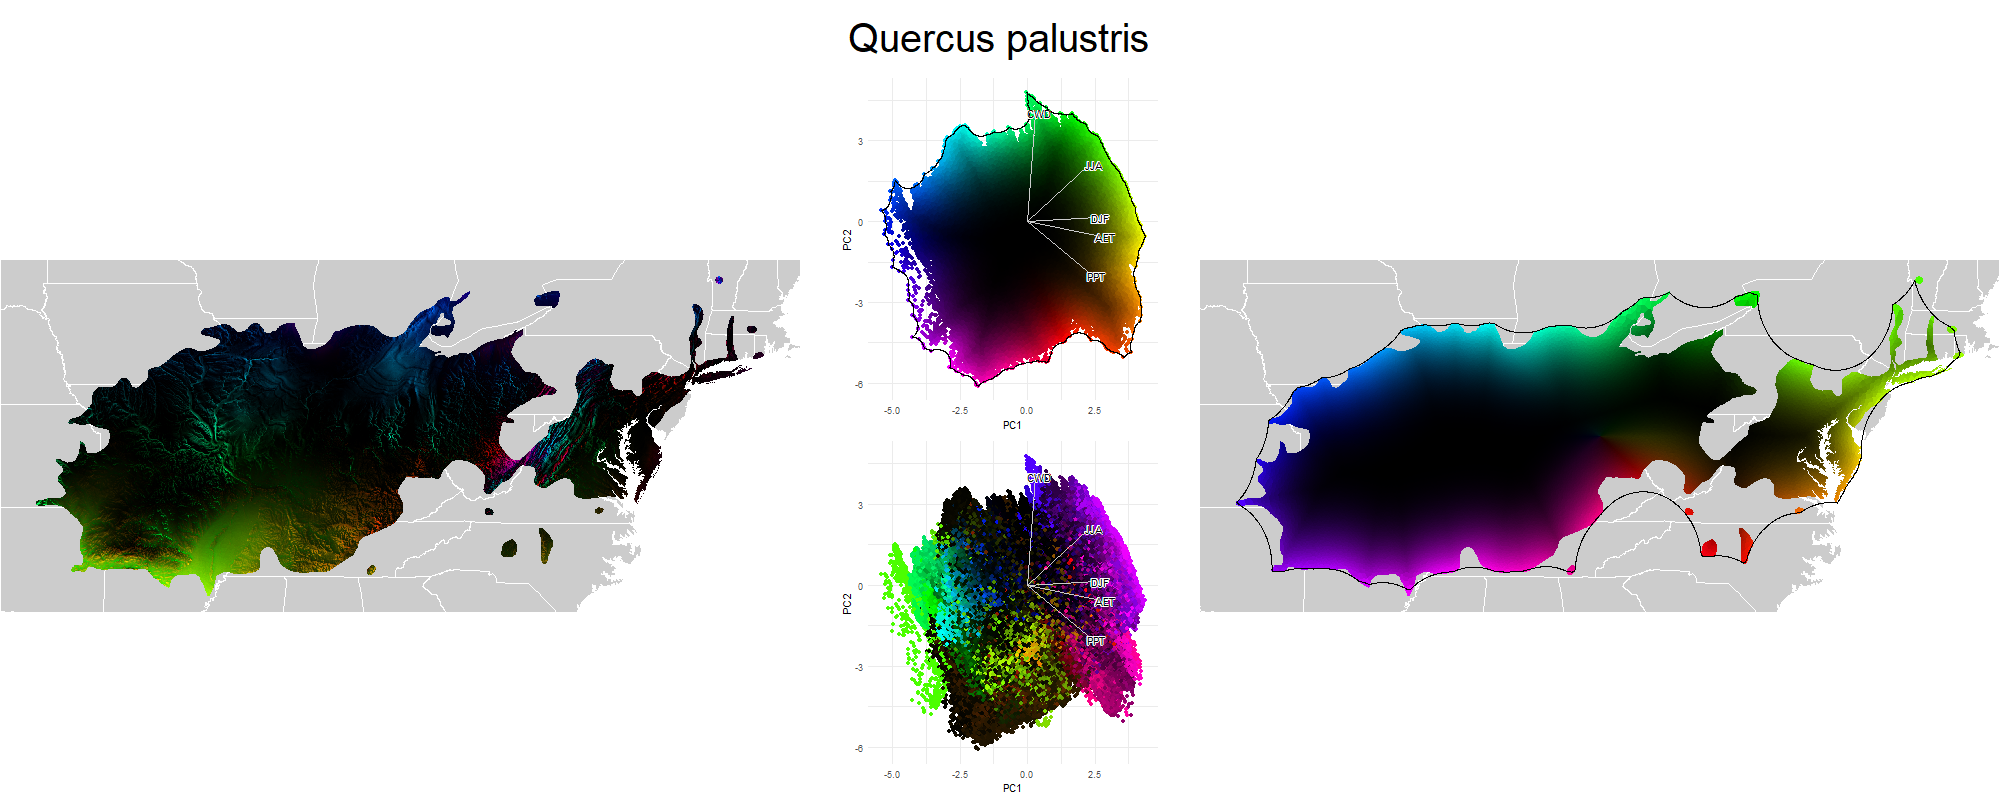 Quercus palustris
CWD
3
JJA
PC2
0
DJF
AET
PPT
-3
-6
-5.0 -2.5 0.0 2.5
PC1
CWD
3
JJA
PC2
0
DJF
AET
PPT
-3
-6
-5.0 -2.5 0.0 2.5
PC1